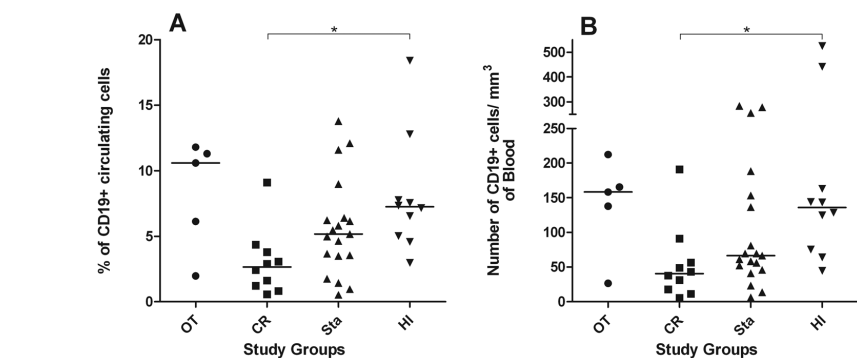 A
% of CD19+ circulating cells
20
15
10
5
0
*
OT
CR
Sta
HI
Study Groups
B
Number of CD19+ cells/ mm3
of Blood
500
400
300
250
200
150
100
50
0
*
OT
CR
Sta
HI
Study Groups